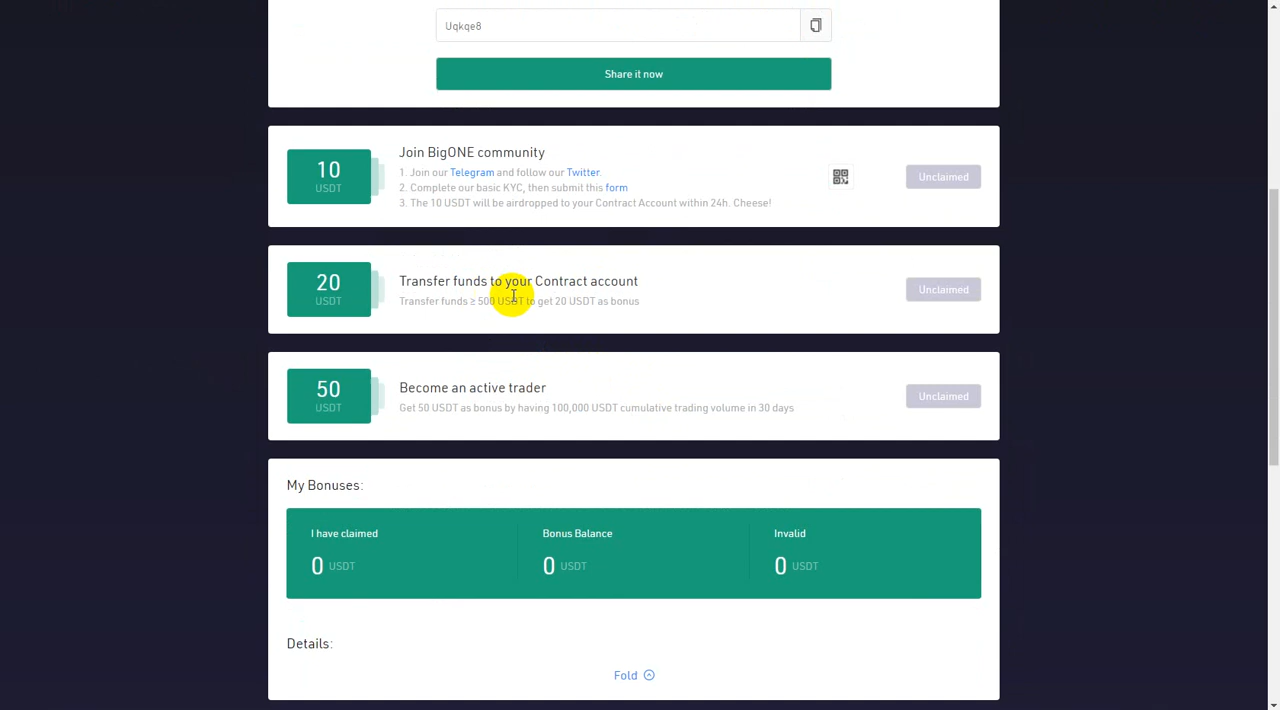 Uqkqe8
Share it now
10
USDT
Join BigONE community
1. Join our Telegram and follow our Twitter.
2. Complete our basic KYC, then submit this form
3. The 10 USDT will be airdropped to your Contract Account within 24h. Cheese!
Unclaimed
20
USDT
Transfer funds to your Contract account
Transfer funds ≥ 500 USDT to get 20 USDT as bonus
Unclaimed
50
USDT
Become an active trader
Get 50 USDT as bonus by having 100,000 USDT cumulative trading volume in 30 days
Unclaimed
My Bonuses:
I have claimed
0 USDT
Bonus Balance
0 USDT
Invalid
0 USDT
Details:
Fold